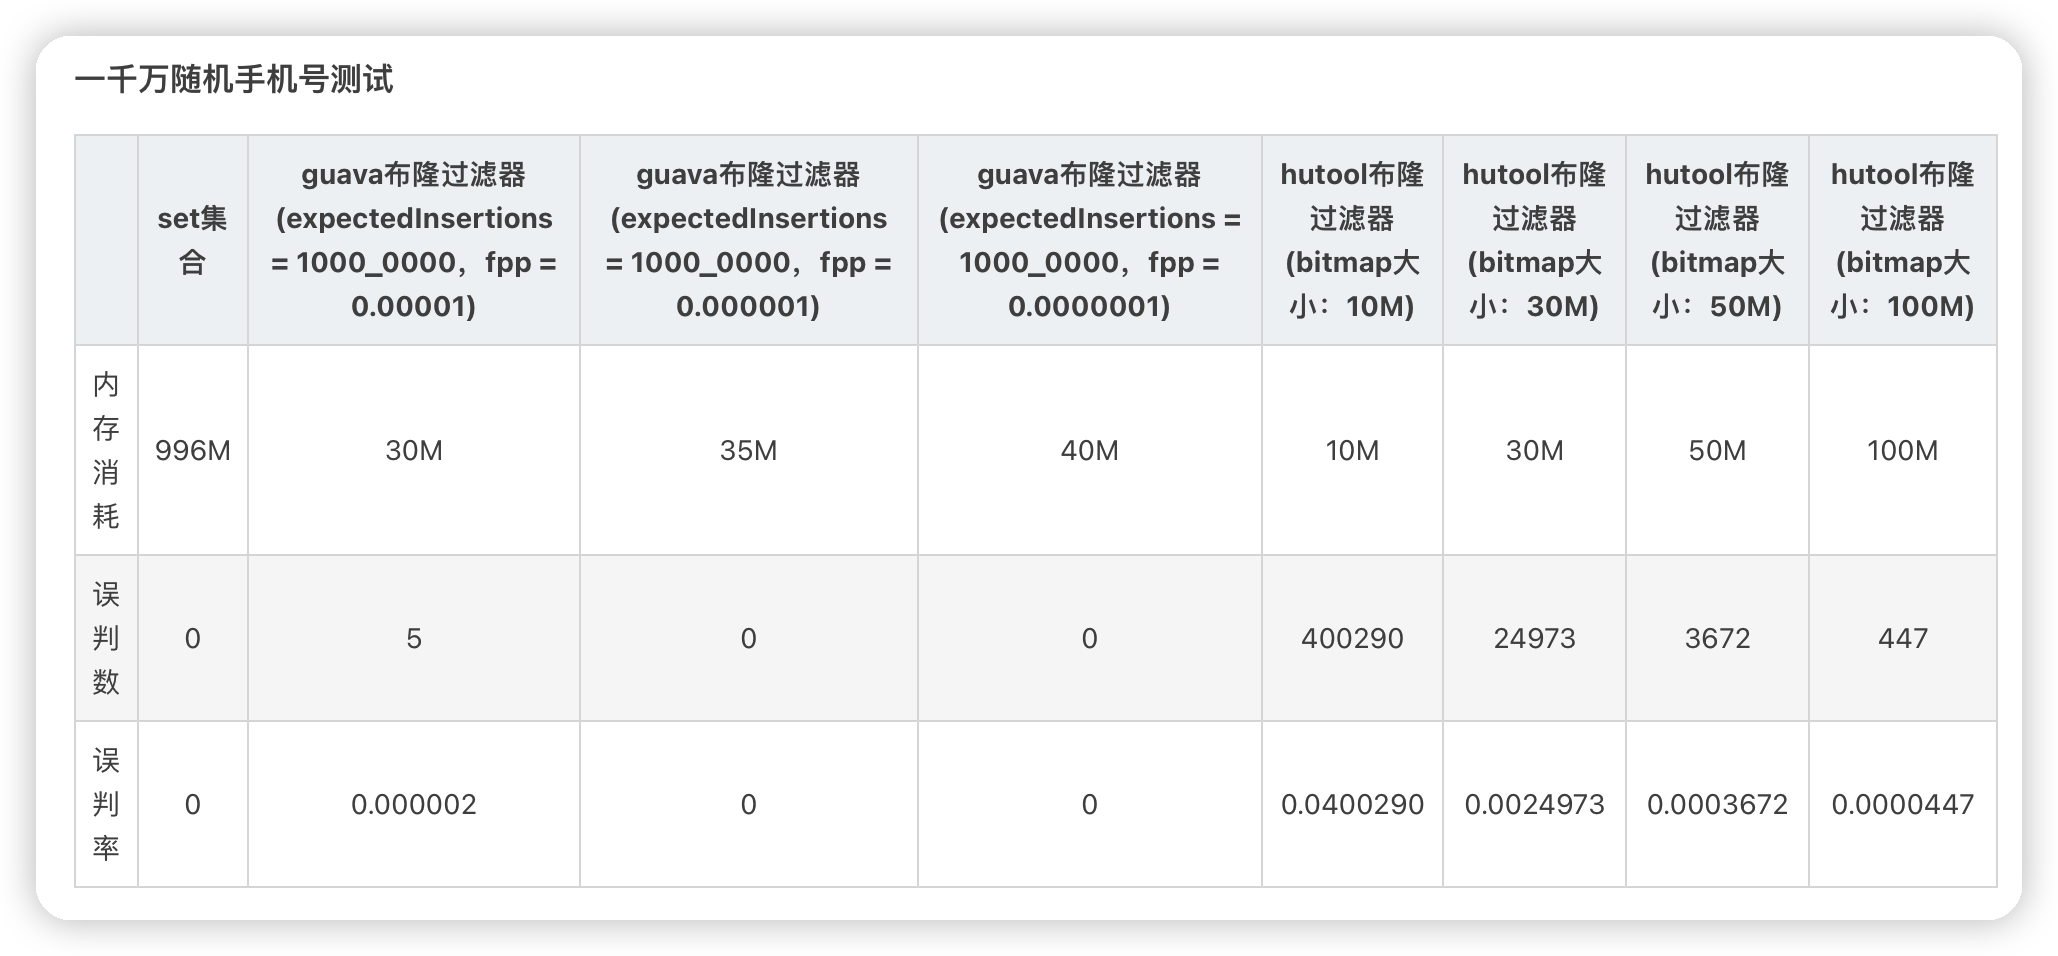 一千万随机手机号测试
set集
合
guava布隆过滤器
(expectedInsertions
= 1000_0000，fpp =
0.00001)
guava布隆过滤器
(expectedInsertions
= 1000_0000，fpp =
0.000001)
guava布隆过滤器
(expectedInsertions =
1000_0000，fpp =
0.0000001)
hutool布隆
过滤器
(bitmap大
小：10M)
hutool布隆
过滤器
(bitmap大
小：30M)
hutool布隆
过滤器
(bitmap大
小：50M)
hutool布隆
过滤器
(bitmap大
小：100M)
内
存
消
耗
996M
30M
35M
40M
10M
30M
50M
100M
误
判
数
0
5
0
0
400290
24973
3672
447
误
判
率
0
0.000002
0
0
0.0400290
0.0024973
0.0003672
0.0000447